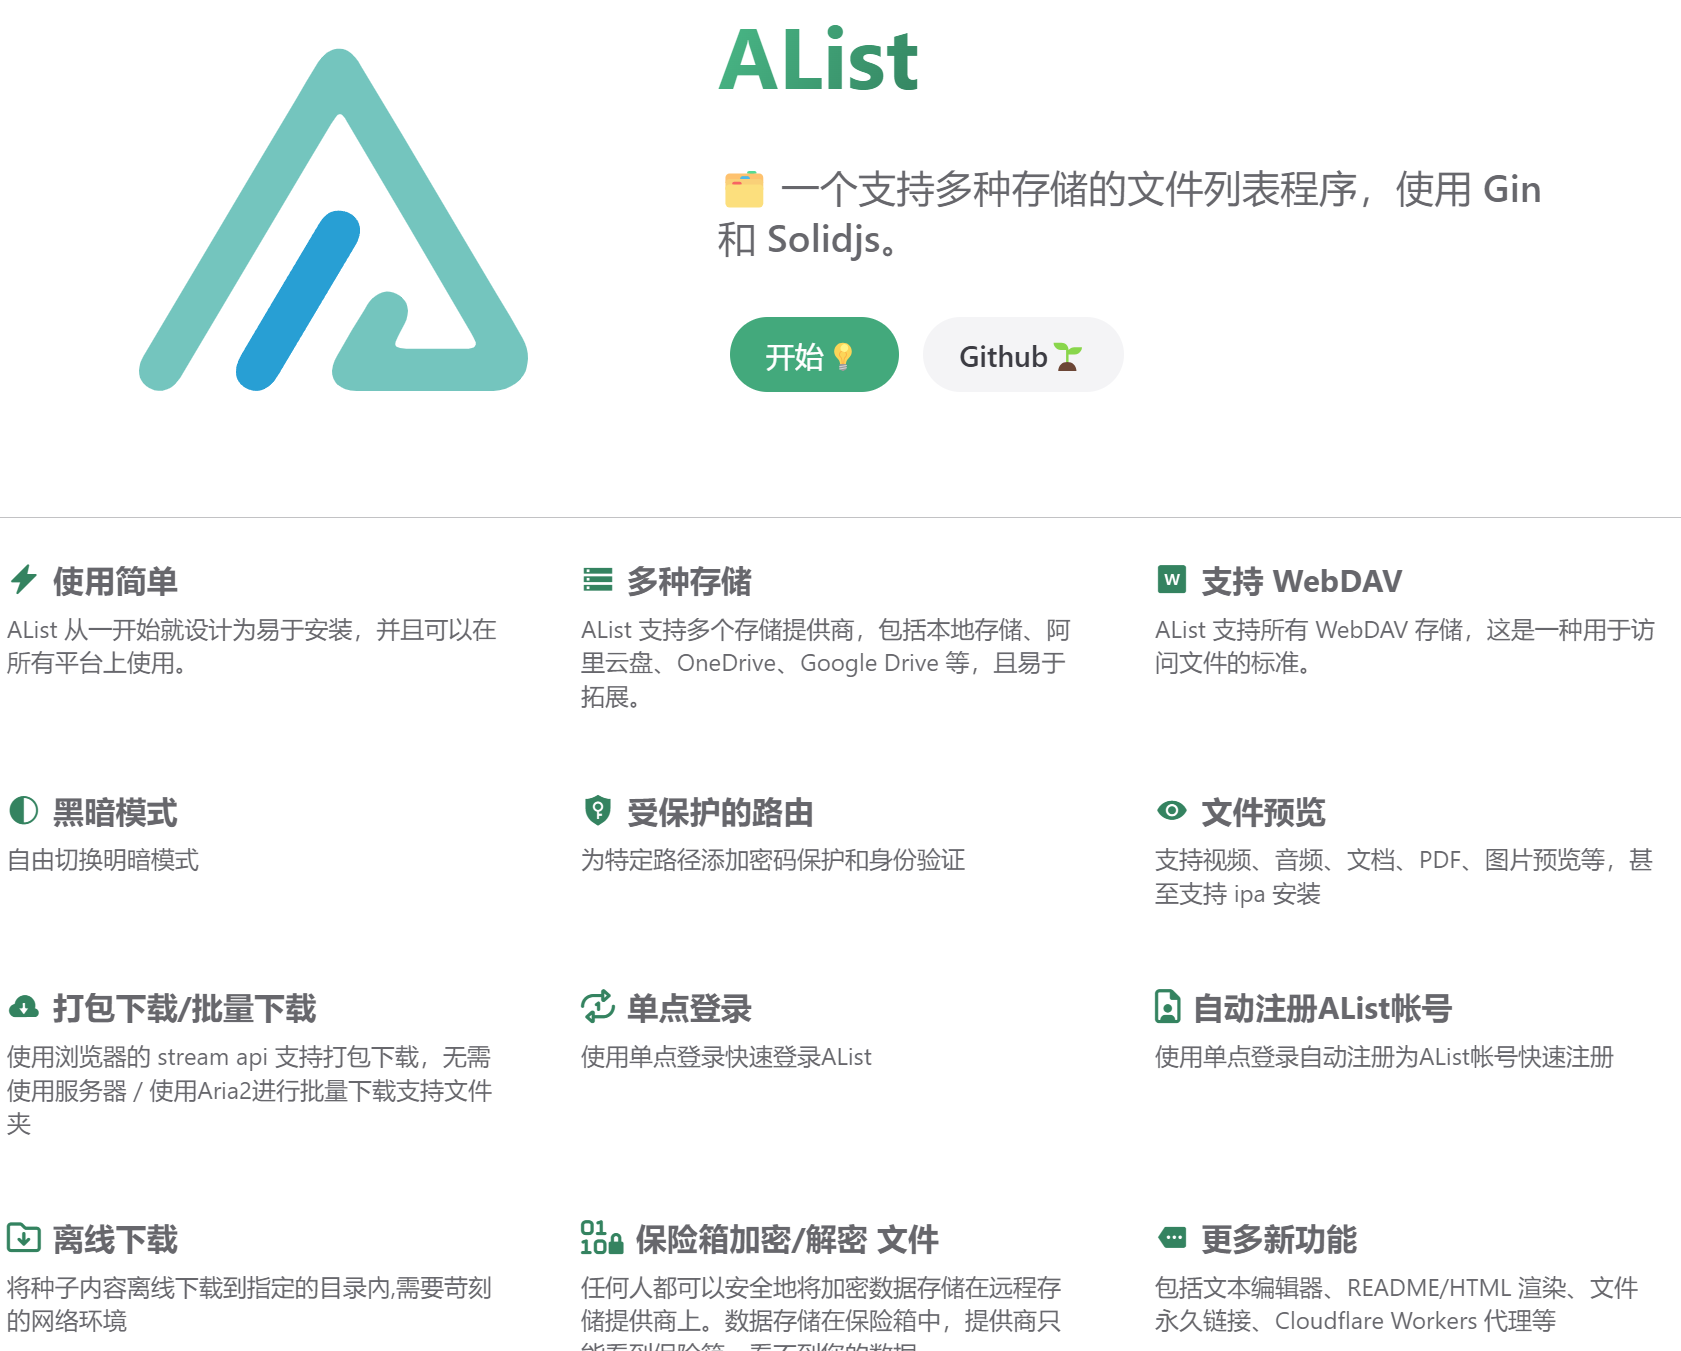 AList
一个支持多种存储的文件列表程序，使用 Gin
和 Solidjs。
开始
Github
使用简单
AList 从一开始就设计为易于安装，并且可以在
所有平台上使用。
多种存储
AList 支持多个存储提供商，包括本地存储、阿
里云盘、OneDrive、Google Drive 等，且易于
拓展。
W
支持 WebDAV
AList 支持所有 WebDAV 存储，这是一种用于访
问文件的标准。
黑暗模式
自由切换明暗模式
受保护的路由
为特定路径添加密码保护和身份验证
文件预览
支持视频、音频、文档、PDF、图片预览等，甚
至支持 ipa 安装
打包下载/批量下载
使用浏览器的 stream api 支持打包下载，无需
使用服务器 / 使用Aria2进行批量下载支持文件
夹
1
单点登录
使用单点登录快速登录AList
自动注册AList帐号
使用单点登录自动注册为AList帐号快速注册
离线下载
将种子内容离线下载到指定的目录内,需要苛刻
的网络环境
01
10
保险箱加密/解密 文件
任何人都可以安全地将加密数据存储在远程存
储提供商上。数据存储在保险箱中，提供商只
能看到保险箱，看不到您的数据。
更多新功能
包括文本编辑器、README/HTML 渲染、文件
永久链接、Cloudflare Workers 代理等